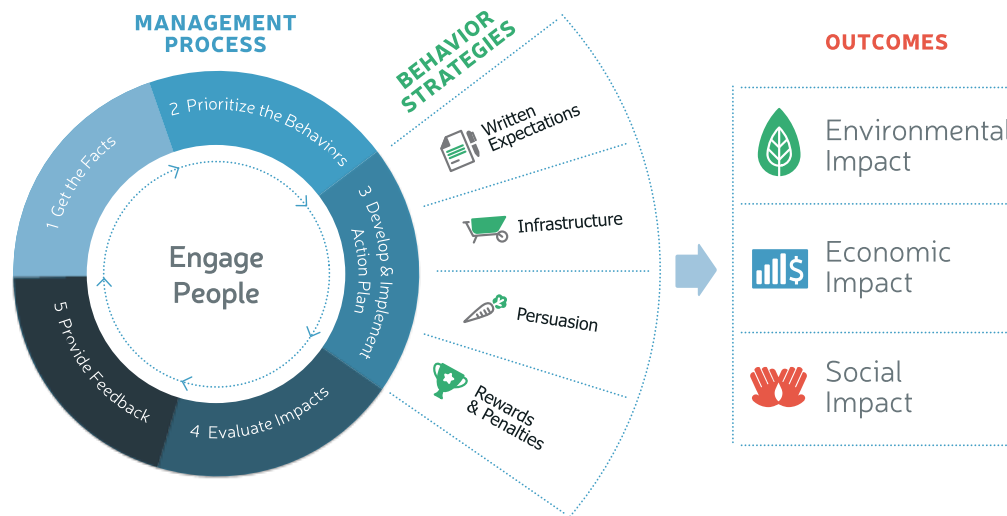 MANAGEMENT
PROCESS
1 Get the Facts
2 Prioritize the Behaviors
3 Develop & Implement
Action Plan
4 Evaluate Impacts
5 Provide Feedback
Engage
People
BEHAVIOR
STRATEGIES
Written
Expectations
Infrastructure
Persuasion
Rewards
& Penalties
OUTCOMES
Environmental
Impact
$
Economic
Impact
Social
Impact